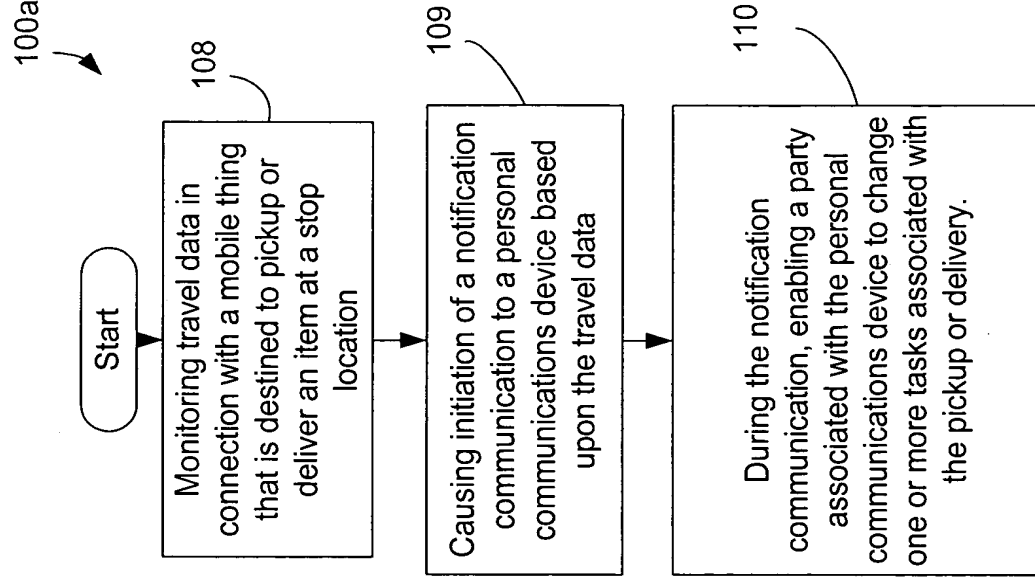 100a
Start
108
Monitoring travel data in
connection with a mobile thing
that is destined to pickup or
deliver an item at a stop
location
109
Causing initiation of a notification
communication to a personal
communications device based
upon the travel data
110
During the notification
communication, enabling a party
associated with the personal
communications device to change
one or more tasks associated with
the pickup or delivery.